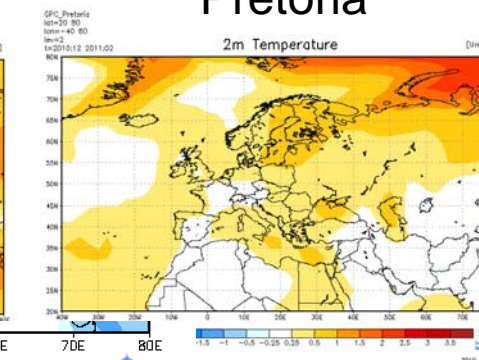 Pretoria
GPC_Pretoria
lat=20 80
lon=-40 80
lev=2
t=2010:12 2011:02
2m Temperature
80N
75N
70N
65N
60N
55N
50N
45N
40N
35N
30N
25N
20N
40W 30W 20W 10W 0 10E 20E 30E 40E 50E 60E 70E
70E 80E
-1.5 -1 -0.5 -0.25 0.25 0.5 1 1.5 2 2.5 3 3.5